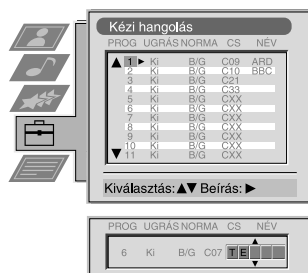 Kézi hangolás
PROG UGRÁS NORMA CS NÉV
1 Ki B/G C09 ARD
2 Ki B/G C10 BBC
3 Ki B/G C21
4 Ki B/G C33
5 Ki B/G CXX
6 Ki B/G CXX
7 Ki B/G CXX
8 Ki B/G CXX
9 Ki B/G CXX
10 Ki B/G CXX
11 Ki B/G CXX
Kiválasztás:▲▼ Beírás: ►
PROG UGRÁS NORMA CS NÉV
6 Ki B/G C07 T E